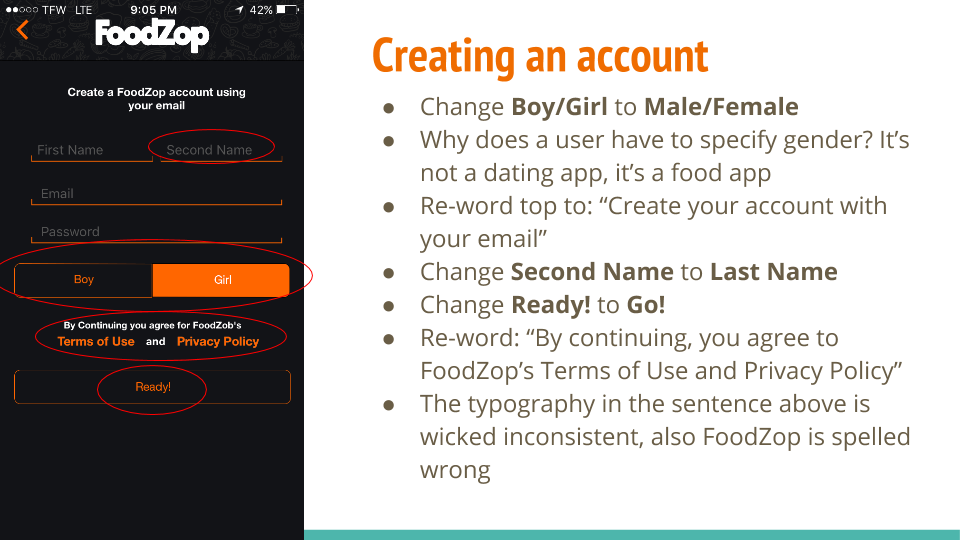 TFW LTE 9:05 PM 42%
FoodZop
Create a FoodZop account using
your email
First Name Second Name
Email
Password
Boy Girl
By Continuing you agree for FoodZob's
Terms of Use and Privacy Policy
Ready!
Creating an account
● Change Boy/Girl to Male/Female
● Why does a user have to specify gender? It’s
not a dating app, it’s a food app
● Re-word top to: “Create your account with
your email”
● Change Second Name to Last Name
● Change Ready! to Go!
● Re-word: “By continuing, you agree to
FoodZop’s Terms of Use and Privacy Policy”
● The typography in the sentence above is
wicked inconsistent, also FoodZop is spelled
wrong